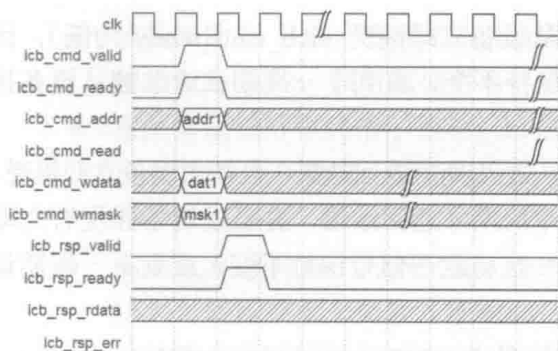 clk
icb_cmd_valid
icb_cmd_ready
icb_cmd_addr addr1
icb_cmd_read
icb_cmd_wdata dat1
icb_cmd_wmask msk1
icb_rsp_valid
icb_rsp_ready
icb_rsp_rdata
icb_rsp_err